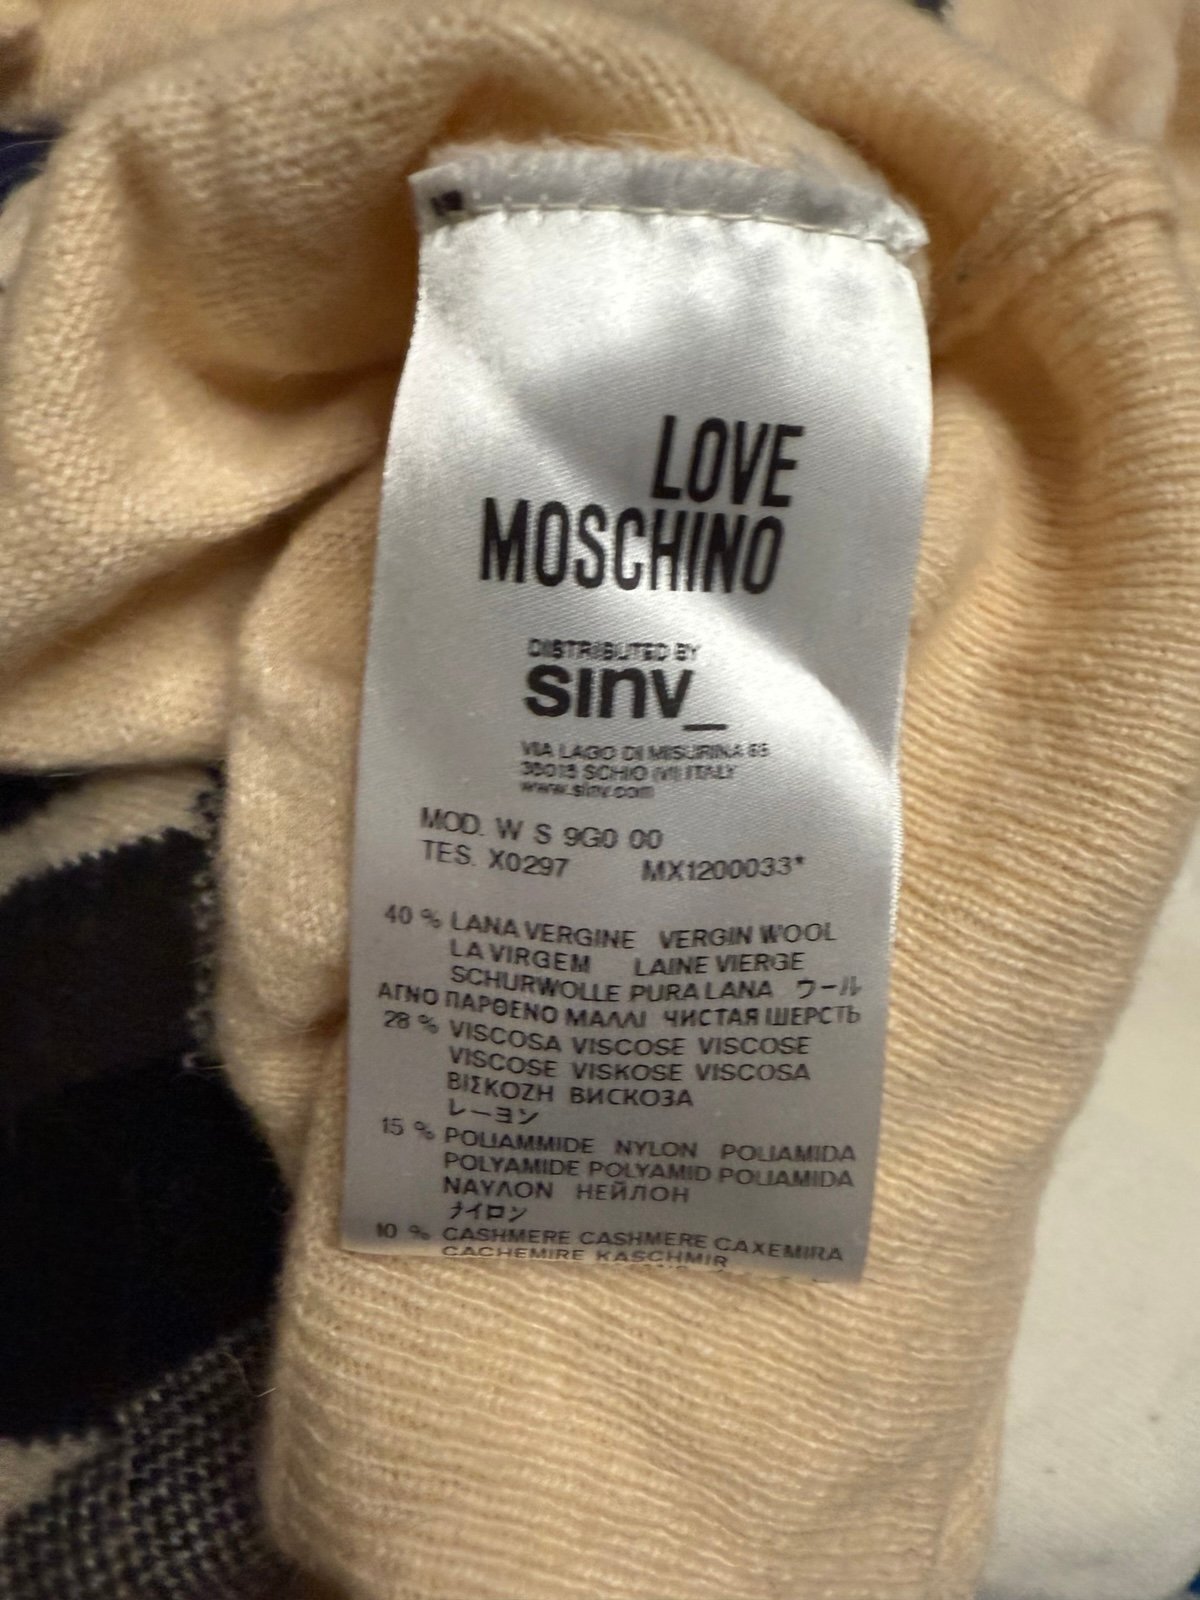 LOVE
MOSCHINO
DISTRIBUTED BY
sinv_
VIA LAGO DI MISURINA
36015 SCHIO (VI) ITALY
www.sinv.com
MOD. W S 9G0 00
TES. X0297 MX1200033*
40 % LANA VERGINE VERGIN WOOL
LA VIRGEM LAINE VIERGE
SCHURWOLLE PURA LANA ウール
ΑΓΝΟ ΠΑΡΘΕΝΟ ΜΑΛΛΙ ЧИСТАЯ ШЕРСТЬ
28 % VISCOSA VISCOSE VISCOSE
VISCOSE VISKOSE VISCOSA
ΒΙΣΚΟΖΗ ВИСКОЗА
レーヨン
15 % POLIAMMIDE NYLON POLIAMIDA
POLYAMIDE POLYAMID POLIAMIDA
ΝΑΥΛΟΝ НЕЙЛОН
ナイロン
10 % CASHMERE CASHMERE CAXEMIRA
CACHEMIRE KASCHMIR